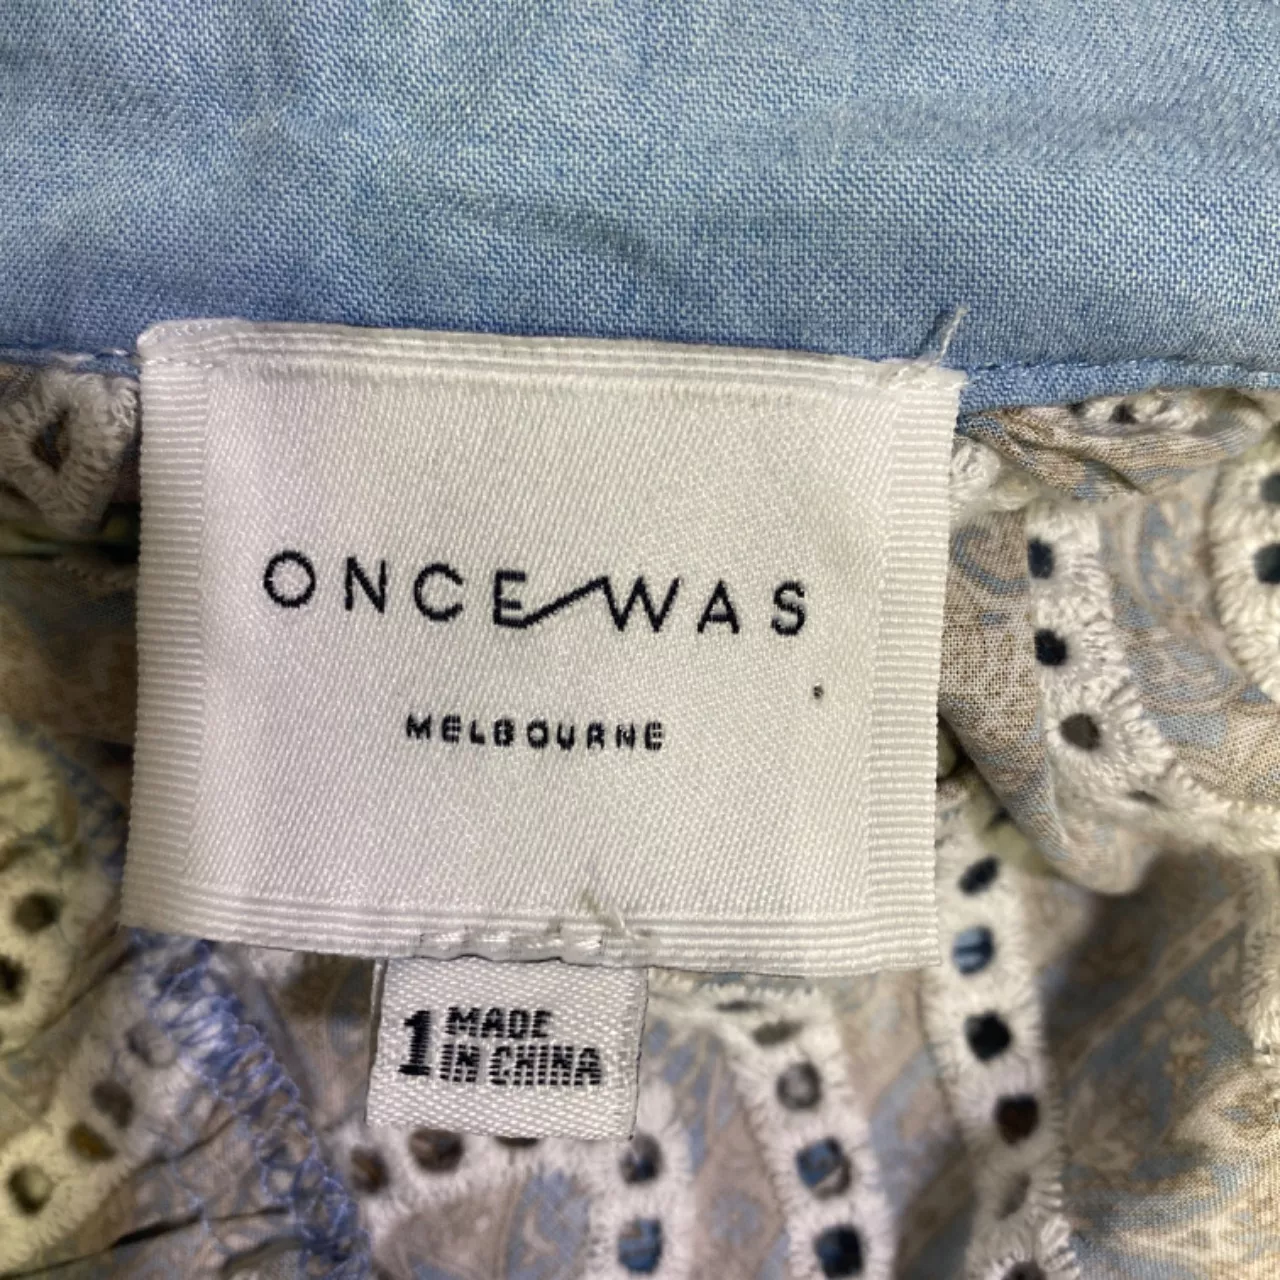 ONCE WAS
MELBOURNE
1 MADE
IN CHINA